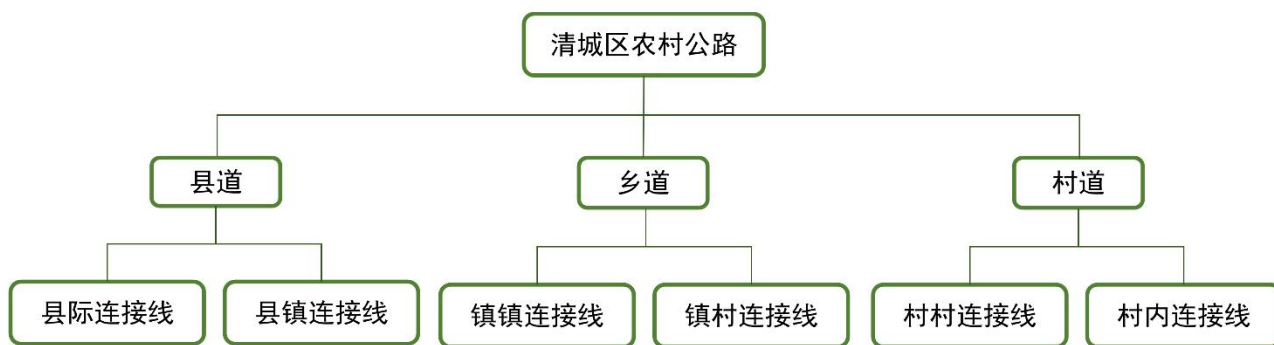 清城区农村公路
县道
乡道
村道
县际连接线
县镇连接线
镇镇连接线
镇村连接线
村村连接线
村内连接线